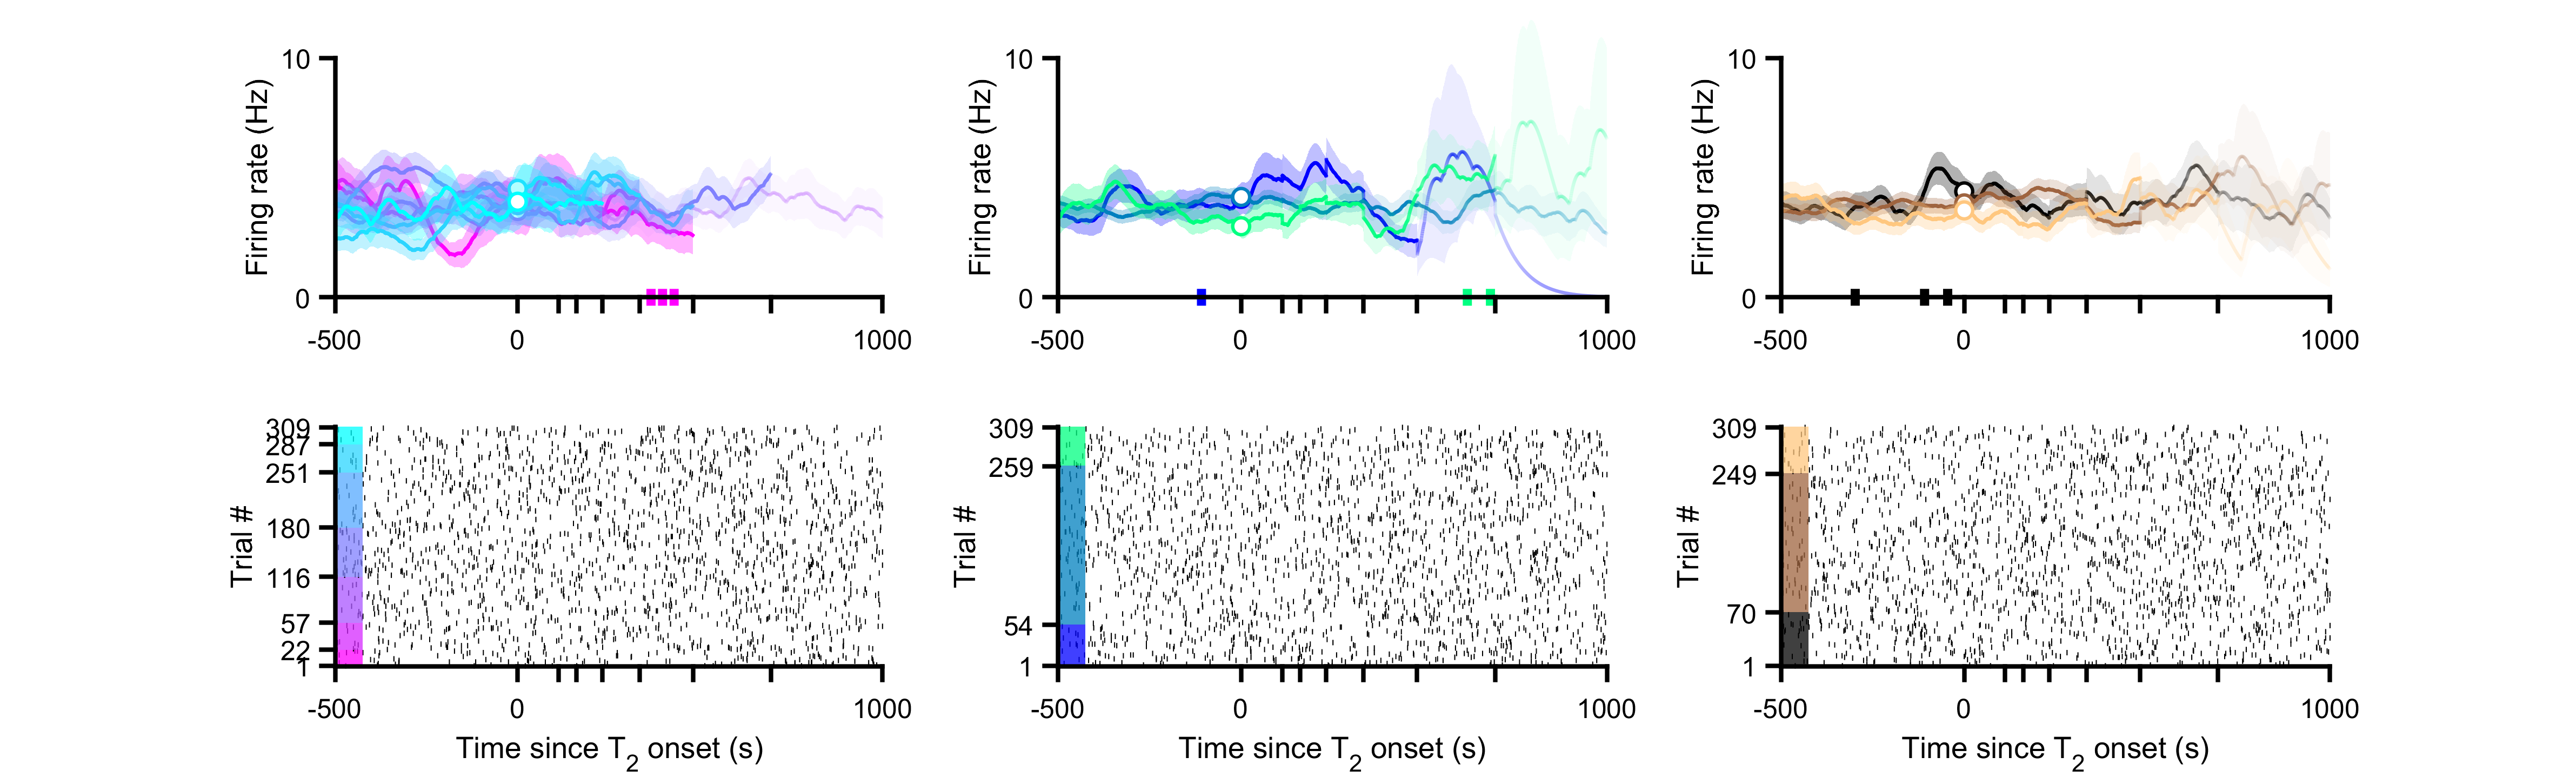 10
Firing rate (Hz)
0
-500 0 1000
10
Firing rate (Hz)
0
-500 0 1000
10
Firing rate (Hz)
0
-500 0 1000
309
287
251
180
116
57
22
1
Trial #
-500 0 1000
Time since T2 onset (s)
309
259
54
1
Trial #
-500 0 1000
Time since T2 onset (s)
309
249
70
1
Trial #
-500 0 1000
Time since T2 onset (s)